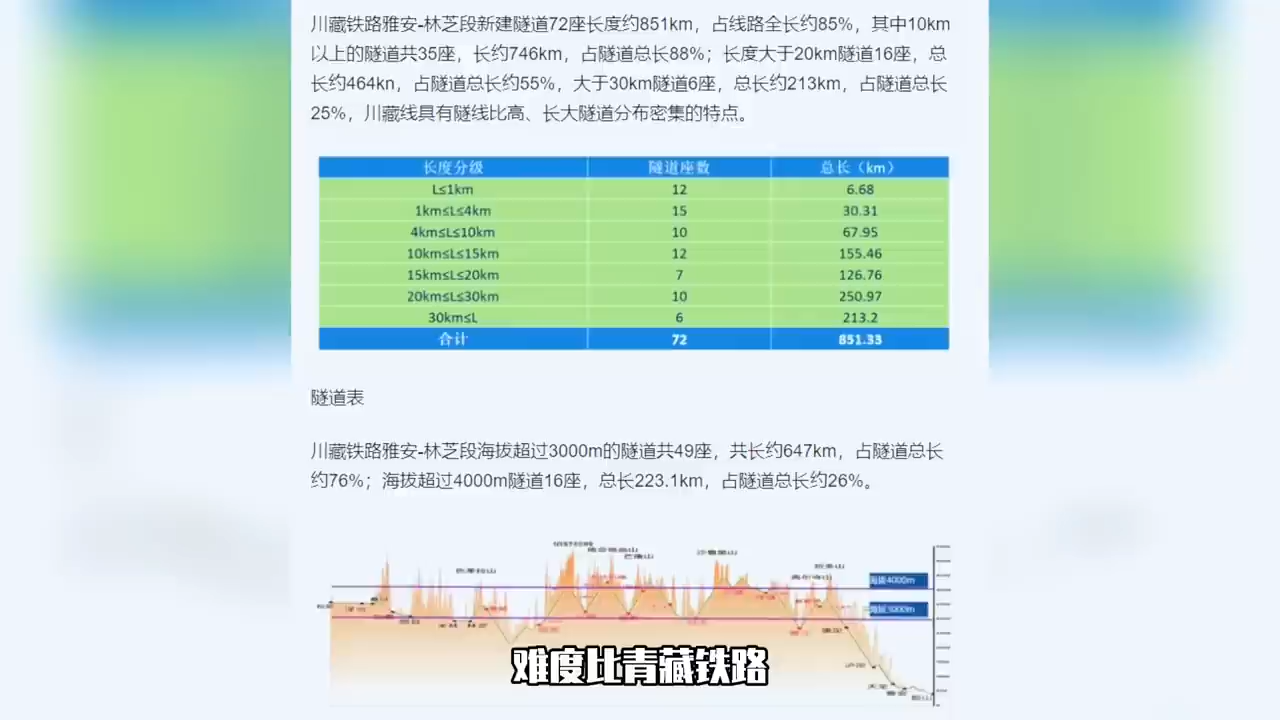 川藏铁路雅安-林芝段新建隧道72座长度约851km，占线路全长约85%，其中10km
以上的隧道共35座，长约746km，占隧道总长88%；长度大于20km隧道16座，总
长约464kn，占隧道总长约55%，大于30km隧道6座，总长约213km，占隧道总长
25%，川藏线具有隧线比高、长大隧道分布密集的特点。
长度分级 隧道座数 总长（km）
L≤1km 12 6.68
1km≤L≤4km 15 30.31
4km≤L≤10km 10 67.95
10km≤L≤15km 12 155.46
15km≤L≤20km 7 126.76
20km≤L≤30km 10 250.97
30km≤L 6 213.2
合计 72 851.33
隧道表
川藏铁路雅安-林芝段海拔超过3000m的隧道共49座，共长约647km，占隧道总长
约76%；海拔超过4000m隧道16座，总长223.1km，占隧道总长约26%。
海拔4000m
海拔3000m
难度比青藏铁路